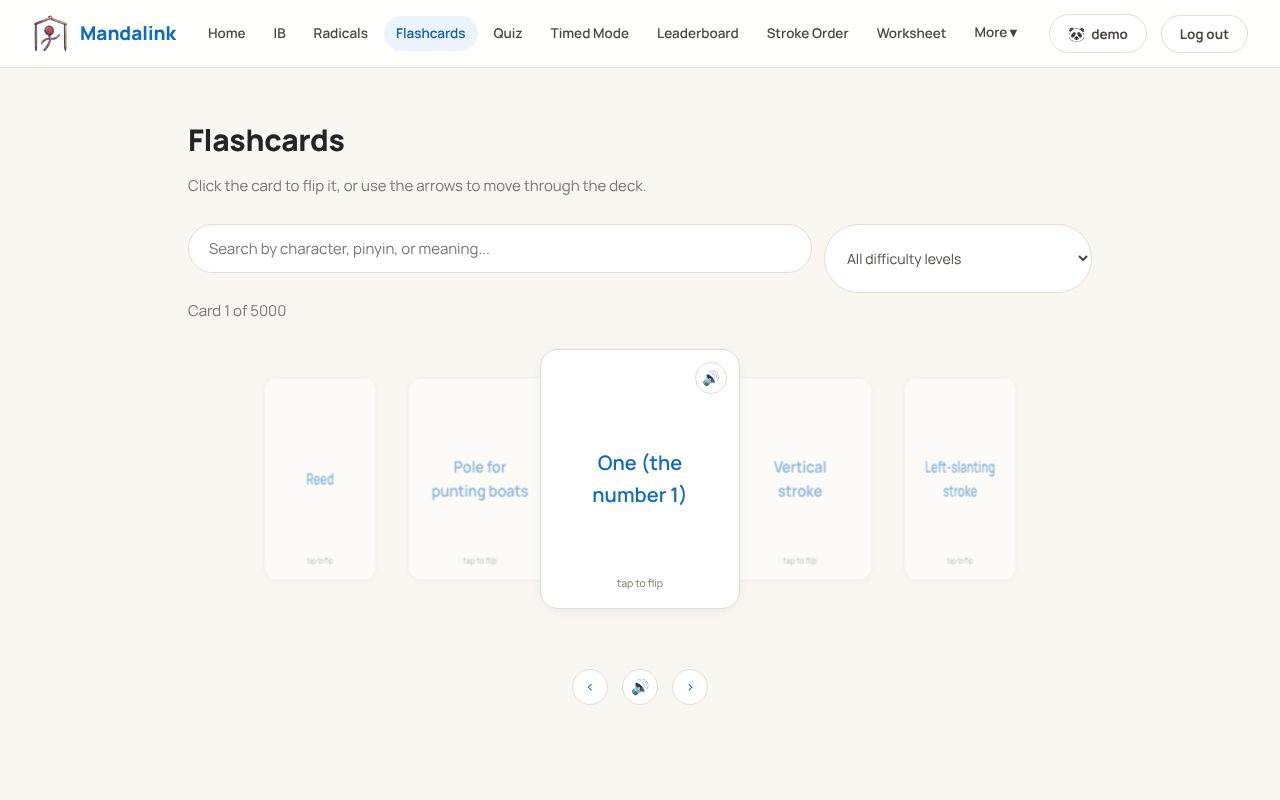 Mandalink
Home
IB
Radicals
Flashcards
Quiz
Timed Mode
Leaderboard
Stroke Order
Worksheet
More ▾
🐼 demo
Log out
Flashcards
Click the card to flip it, or use the arrows to move through the deck.
Search by character, pinyin, or meaning...
All difficulty levels
Card 1 of 5000
Reed
tap to flip
Pole for
punting boats
tap to flip
One (the
number 1)
tap to flip
Vertical
stroke
tap to flip
Left-slanting
stroke
tap to flip